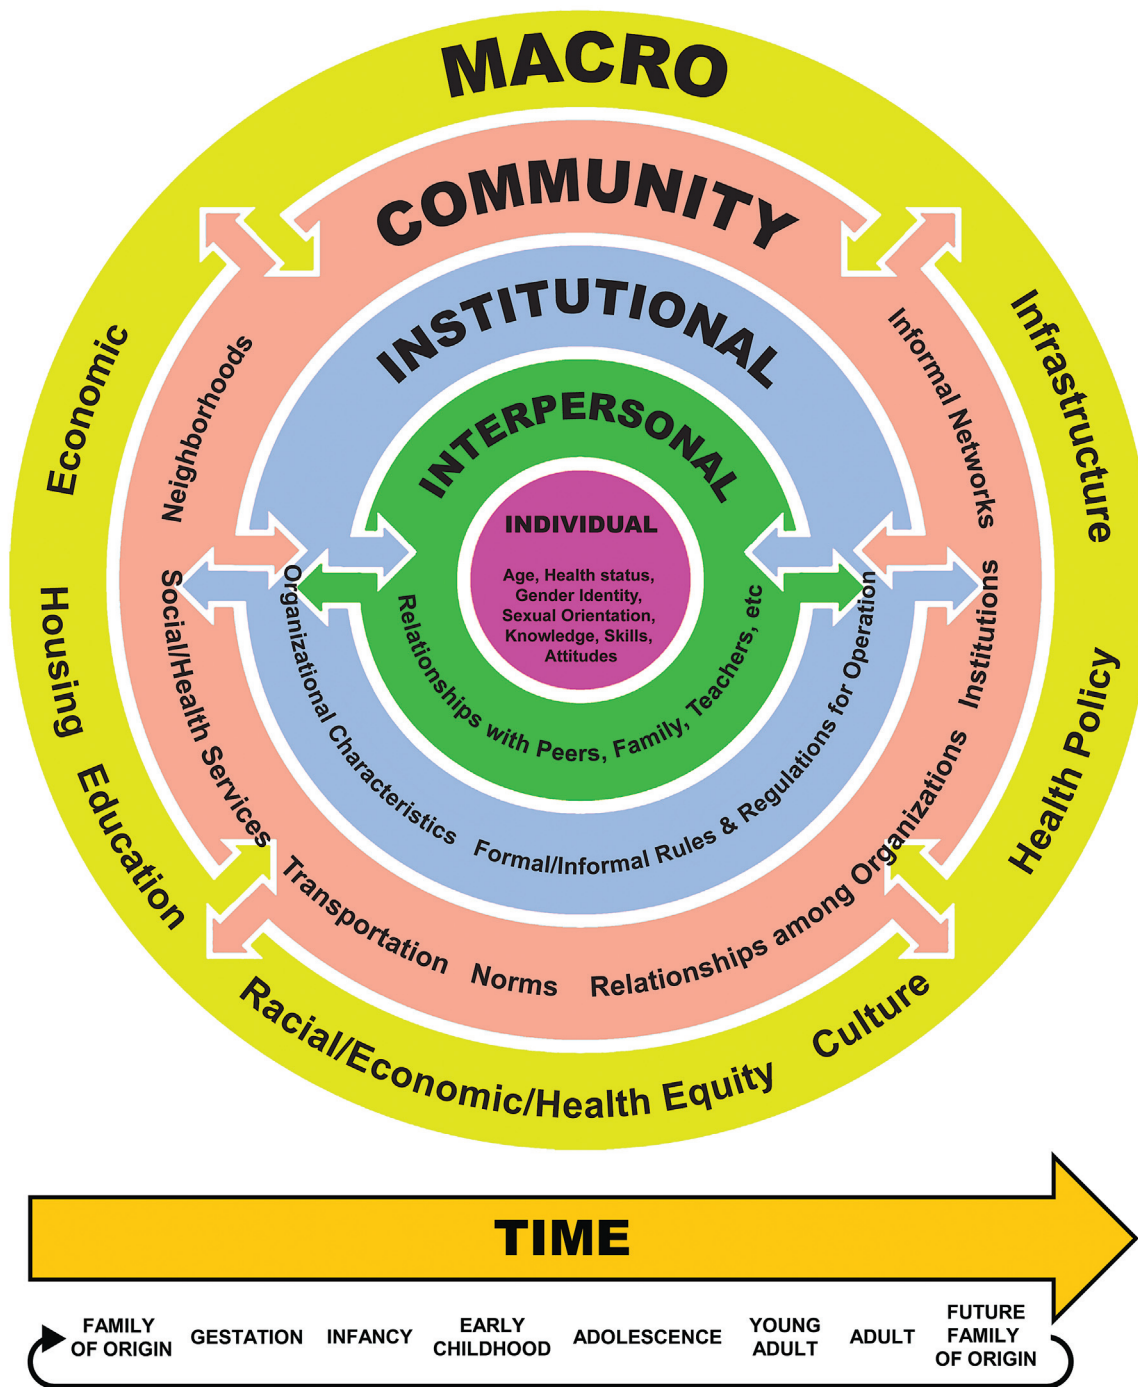 MACRO
Economic
Housing
Education
Racial/Economic/Health Equity
Culture
Health Policy
Infrastructure
COMMUNITY
Neighborhoods
Social/Health Services
Transportation
Norms
Relationships among Organizations
Institutions
Informal Networks
INSTITUTIONAL
Organizational Characteristics
Formal/Informal Rules & Regulations for Operation
INTERPERSONAL
Relationships with Peers, Family, Teachers, etc
INDIVIDUAL
Age, Health status,
Gender Identity,
Sexual Orientation,
Knowledge, Skills,
Attitudes
TIME
FAMILY
OF ORIGIN
GESTATION
INFANCY
EARLY
CHILDHOOD
ADOLESCENCE
YOUNG
ADULT
ADULT
FUTURE
FAMILY
OF ORIGIN